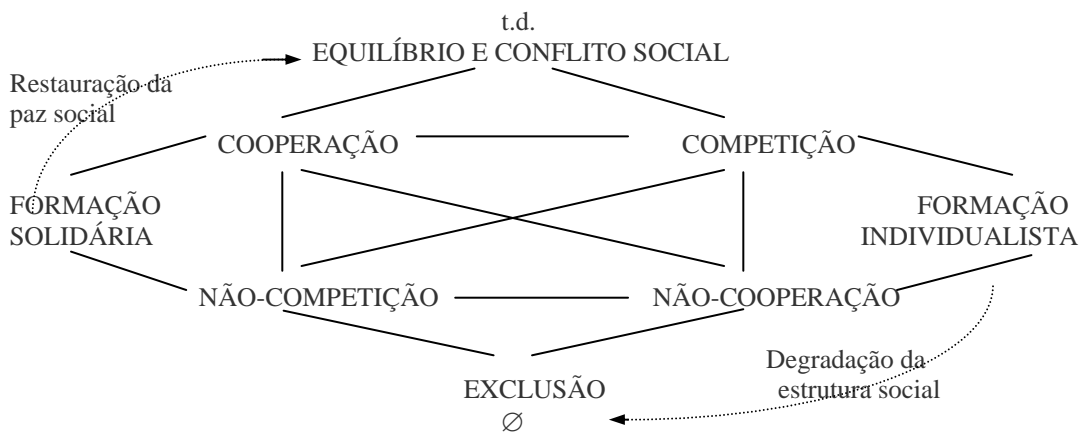 t.d.
EQUILÍBRIO E CONFLITO SOCIAL
Restauração da
paz social
COOPERAÇÃO
COMPETIÇÃO
FORMAÇÃO
SOLIDÁRIA
FORMAÇÃO
INDIVIDUALISTA
NÃO-COMPETIÇÃO
NÃO-COOPERAÇÃO
Degradação da
estrutura social
EXCLUSÃO
∅